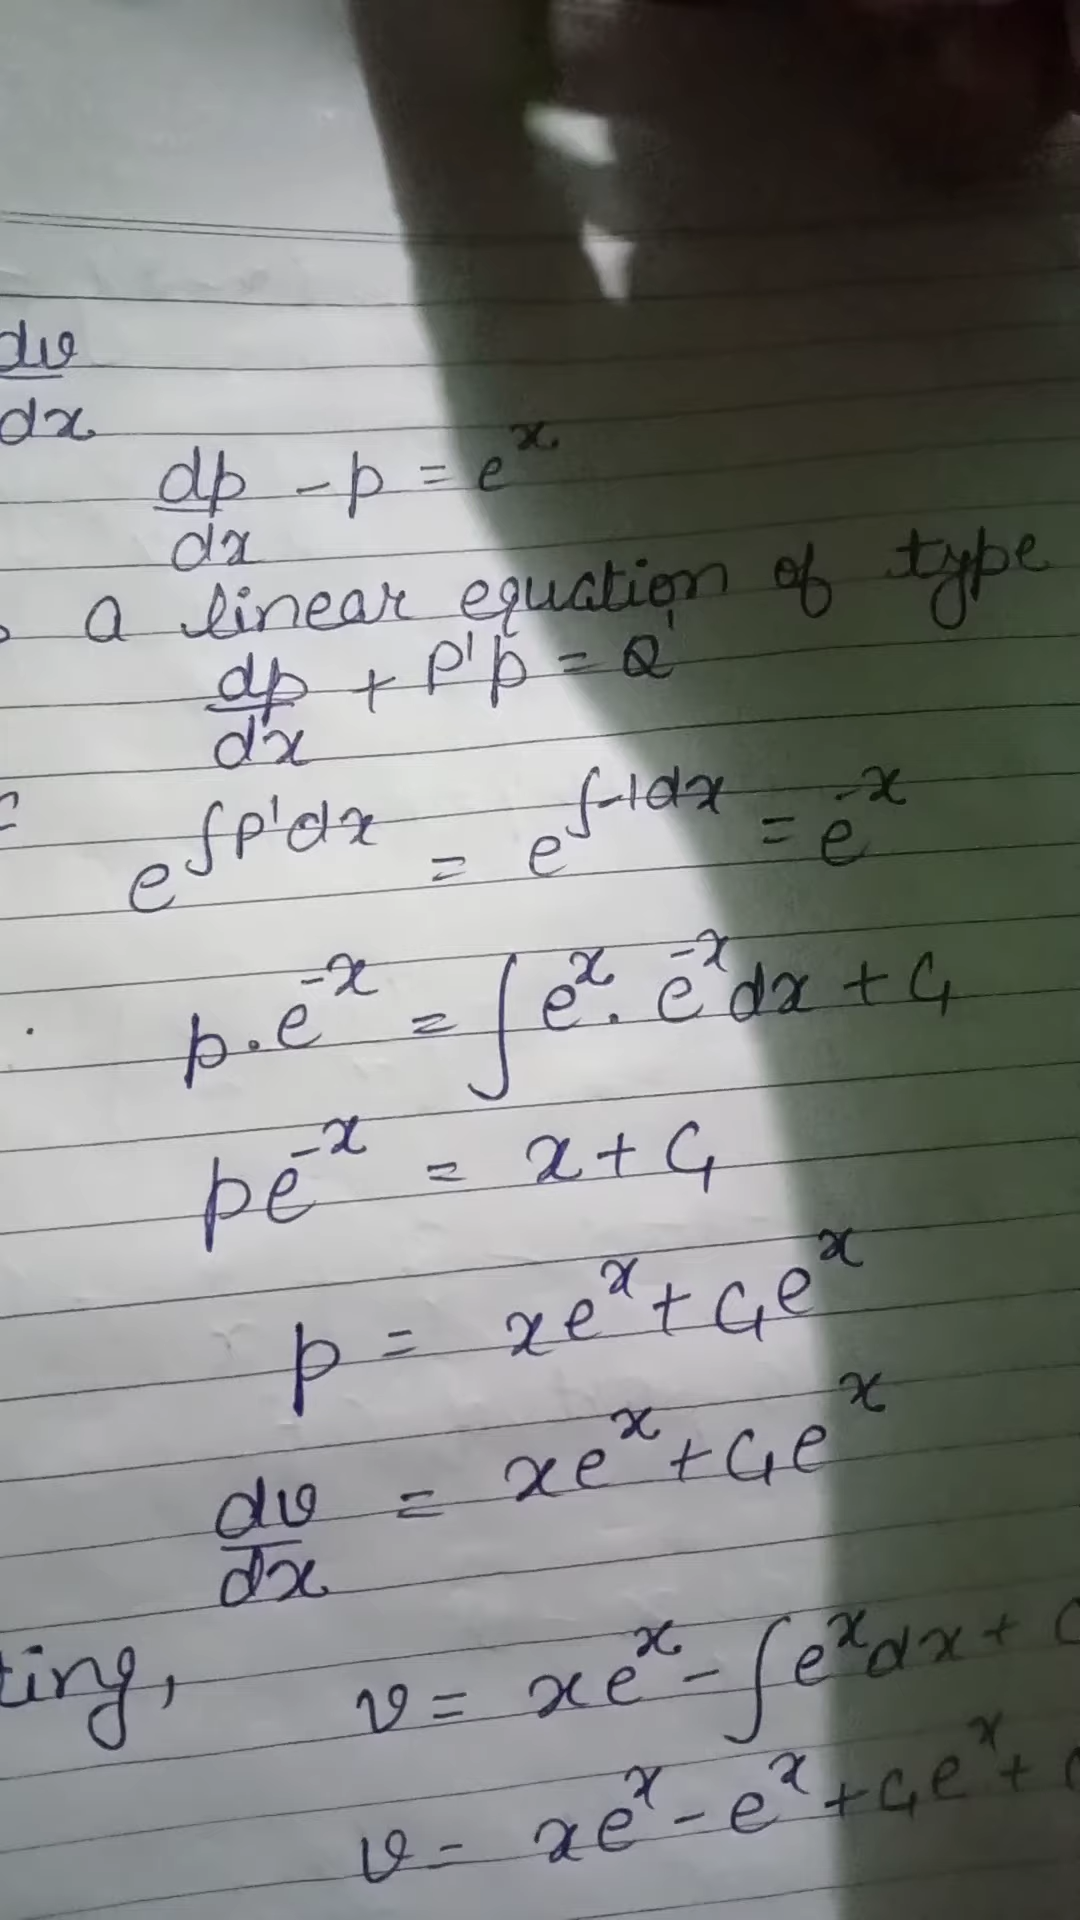 dv/dx
dp/dx - p = e^x
a linear equation of type
dp/dx + P'p = Q'
e^∫P'dx = e^∫-1dx = e^-x
p.e^-x = ∫e^x.e^-x dx + C₁
pe^-x = x + C₁
p = xe^x + C₁e^x
dv/dx = xe^x + C₁e^x
ting, v = xe^x - ∫e^x dx +
v = xe^x - e^x + C₁e^x +